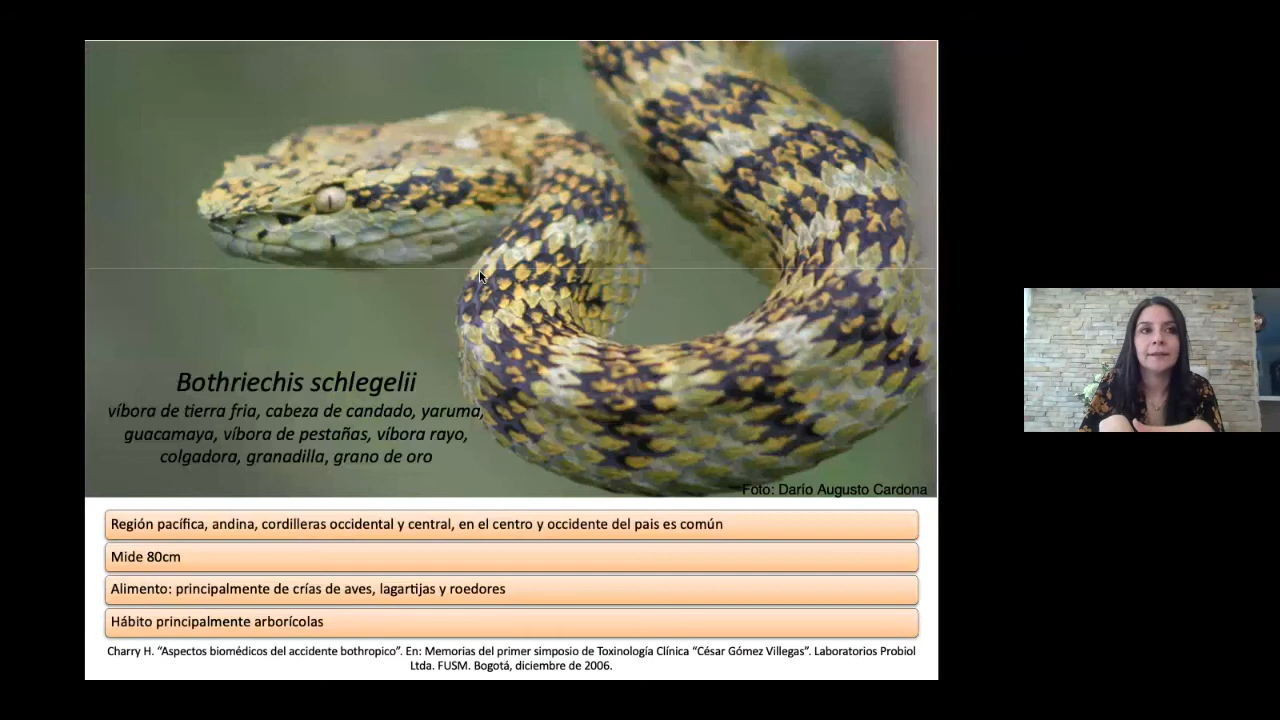 Bothriechis schlegelii
víbora de tierra fria, cabeza de candado, yaruma,
guacamaya, víbora de pestañas, víbora rayo,
colgadora, granadilla, grano de oro
Foto: Darío Augusto Cardona
Región pacífica, andina, cordilleras occidental y central, en el centro y occidente del pais es común
Mide 80cm
Alimento: principalmente de crías de aves, lagartijas y roedores
Hábito principalmente arborícolas
Charry H. “Aspectos biomédicos del accidente bothropico”. En: Memorias del primer simposio de Toxinología Clínica “César Gómez Villegas”. Laboratorios Probiol
Ltda. FUSM. Bogotá, diciembre de 2006.